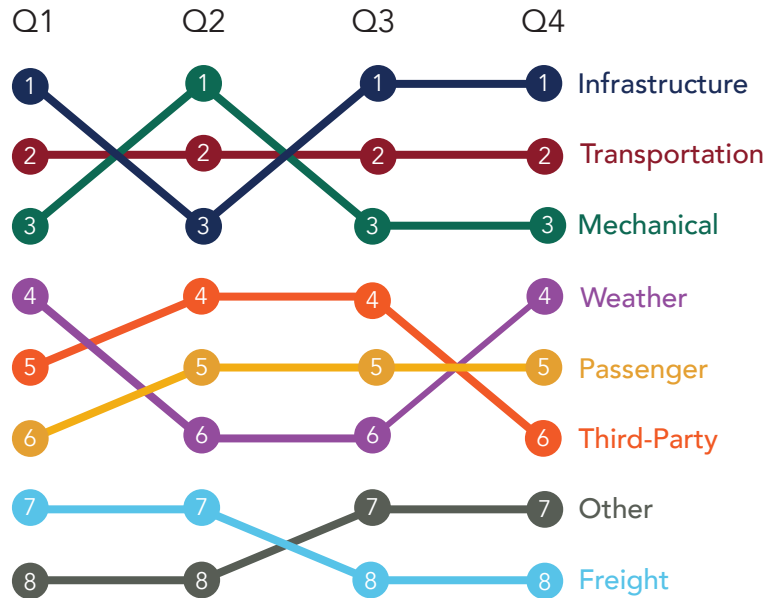 Q1 Q2 Q3 Q4
1 1 1 1 Infrastructure
2 2 2 2 Transportation
3 3 3 3 Mechanical
4 4 4 4 Weather
5 5 5 5 Passenger
6 6 6 6 Third-Party
7 7 7 7 Other
8 8 8 8 Freight